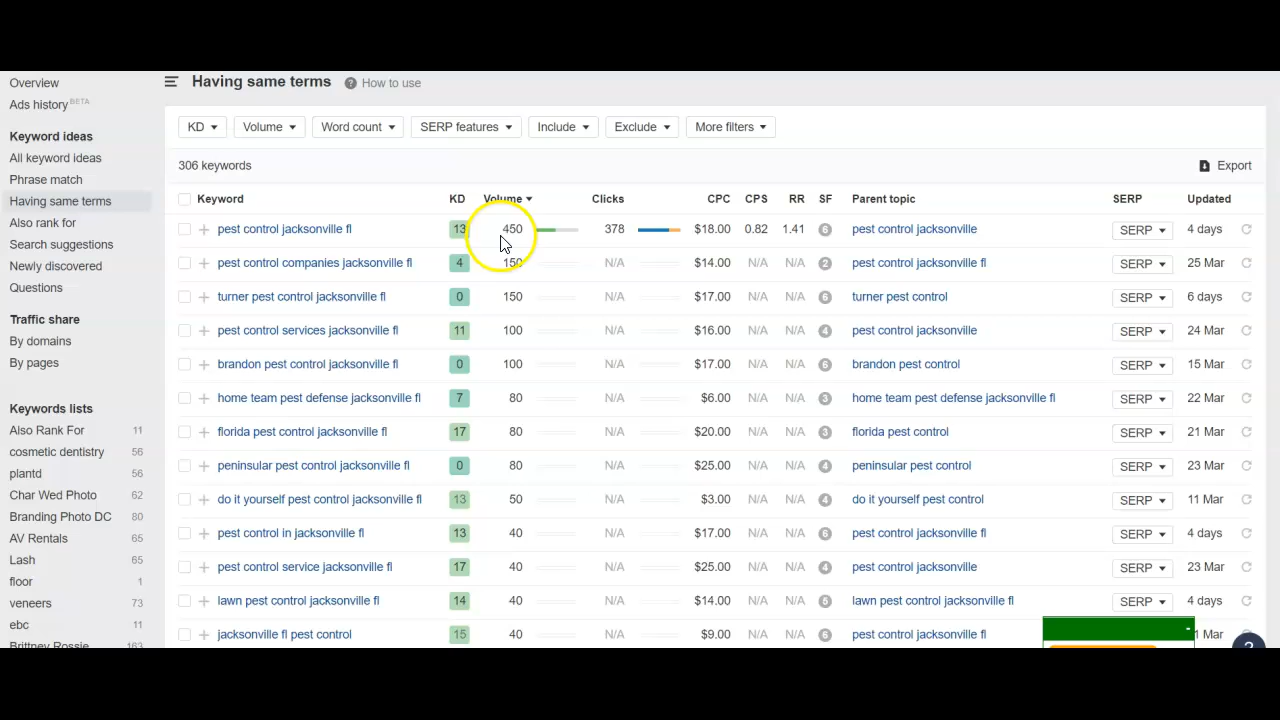 Overview
Ads history BETA
Keyword ideas
All keyword ideas
Phrase match
Having same terms
Also rank for
Search suggestions
Newly discovered
Questions
Traffic share
By domains
By pages
Keywords lists
Also Rank For 11
cosmetic dentistry 56
plantd 56
Char Wed Photo 62
Branding Photo DC 80
AV Rentals 65
Lash 65
floor 1
veneers 73
ebc 11
Brittney Rossie 163
Having same terms ? How to use
KD Volume Word count SERP features Include Exclude More filters
306 keywords Export
Keyword KD Volume Clicks CPC CPS RR SF Parent topic SERP Updated
+ pest control jacksonville fl 13 450 378 $18.00 0.82 1.41 6 pest control jacksonville SERP 4 days
+ pest control companies jacksonville fl 4 150 N/A $14.00 N/A N/A 2 pest control jacksonville fl SERP 25 Mar
+ turner pest control jacksonville fl 0 150 N/A $17.00 N/A N/A 6 turner pest control SERP 6 days
+ pest control services jacksonville fl 11 100 N/A $16.00 N/A N/A 4 pest control jacksonville SERP 24 Mar
+ brandon pest control jacksonville fl 0 100 N/A $17.00 N/A N/A 6 brandon pest control SERP 15 Mar
+ home team pest defense jacksonville fl 7 80 N/A $6.00 N/A N/A 3 home team pest defense jacksonville fl SERP 22 Mar
+ florida pest control jacksonville fl 17 80 N/A $20.00 N/A N/A 3 florida pest control SERP 21 Mar
+ peninsular pest control jacksonville fl 0 80 N/A $25.00 N/A N/A 4 peninsular pest control SERP 23 Mar
+ do it yourself pest control jacksonville fl 13 50 N/A $3.00 N/A N/A 4 do it yourself pest control SERP 11 Mar
+ pest control in jacksonville fl 13 40 N/A $17.00 N/A N/A 6 pest control jacksonville fl SERP 4 days
+ pest control service jacksonville fl 17 40 N/A $25.00 N/A N/A 4 pest control jacksonville SERP 23 Mar
+ lawn pest control jacksonville fl 14 40 N/A $14.00 N/A N/A 6 lawn pest control jacksonville fl SERP 4 days
+ jacksonville fl pest control 15 40 N/A $9.00 N/A N/A 6 pest control jacksonville fl Mar
?